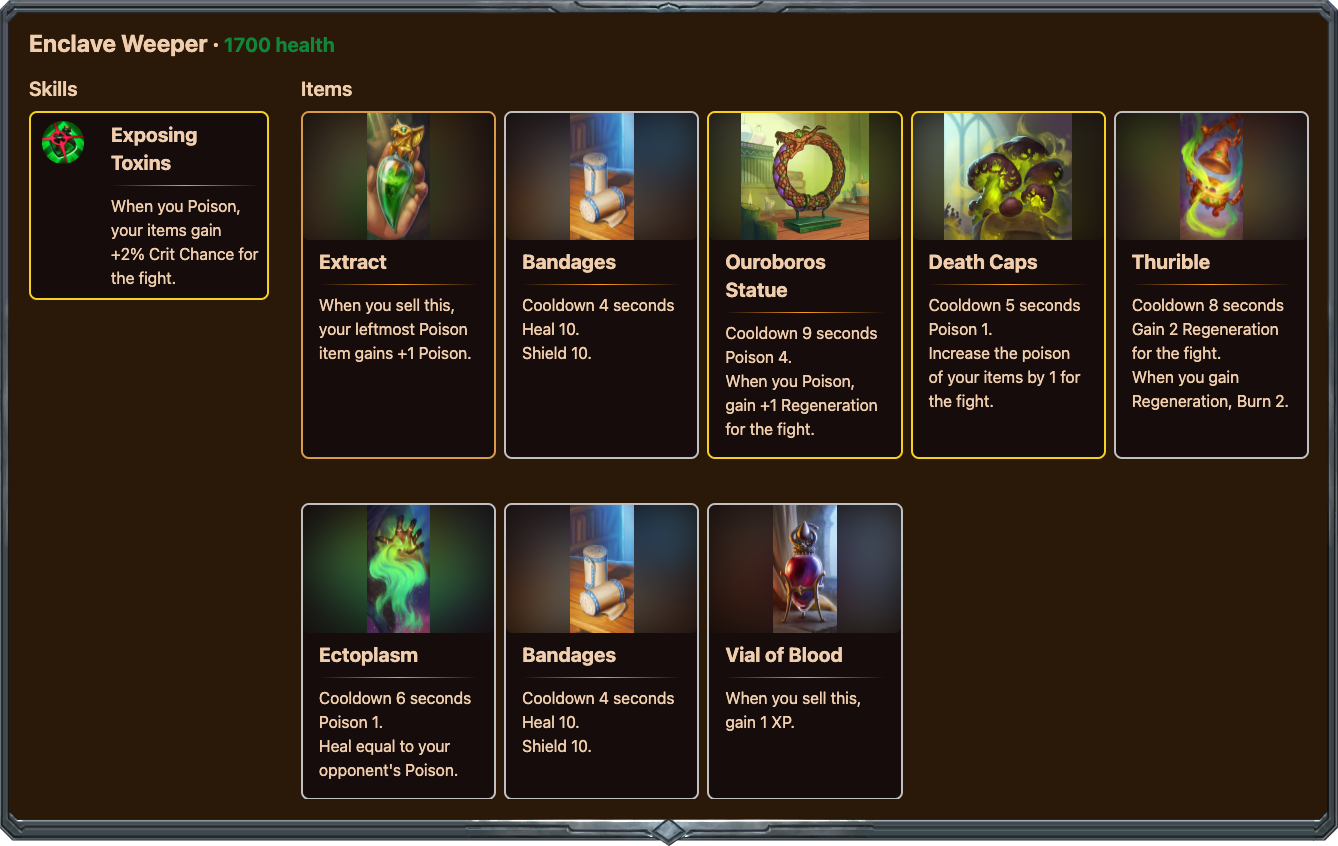 Enclave Weeper · 1700 health
Skills
Exposing
Toxins
When you Poison,
your items gain
+2% Crit Chance for
the fight.
Items
Extract
When you sell this,
your leftmost Poison
item gains +1 Poison.
Bandages
Cooldown 4 seconds
Heal 10.
Shield 10.
Ouroboros
Statue
Cooldown 9 seconds
Poison 4.
When you Poison,
gain +1 Regeneration
for the fight.
Death Caps
Cooldown 5 seconds
Poison 1.
Increase the poison
of your items by 1 for
the fight.
Thurible
Cooldown 8 seconds
Gain 2 Regeneration
for the fight.
When you gain
Regeneration, Burn 2.
Ectoplasm
Cooldown 6 seconds
Poison 1.
Heal equal to your
opponent's Poison.
Bandages
Cooldown 4 seconds
Heal 10.
Shield 10.
Vial of Blood
When you sell this,
gain 1 XP.